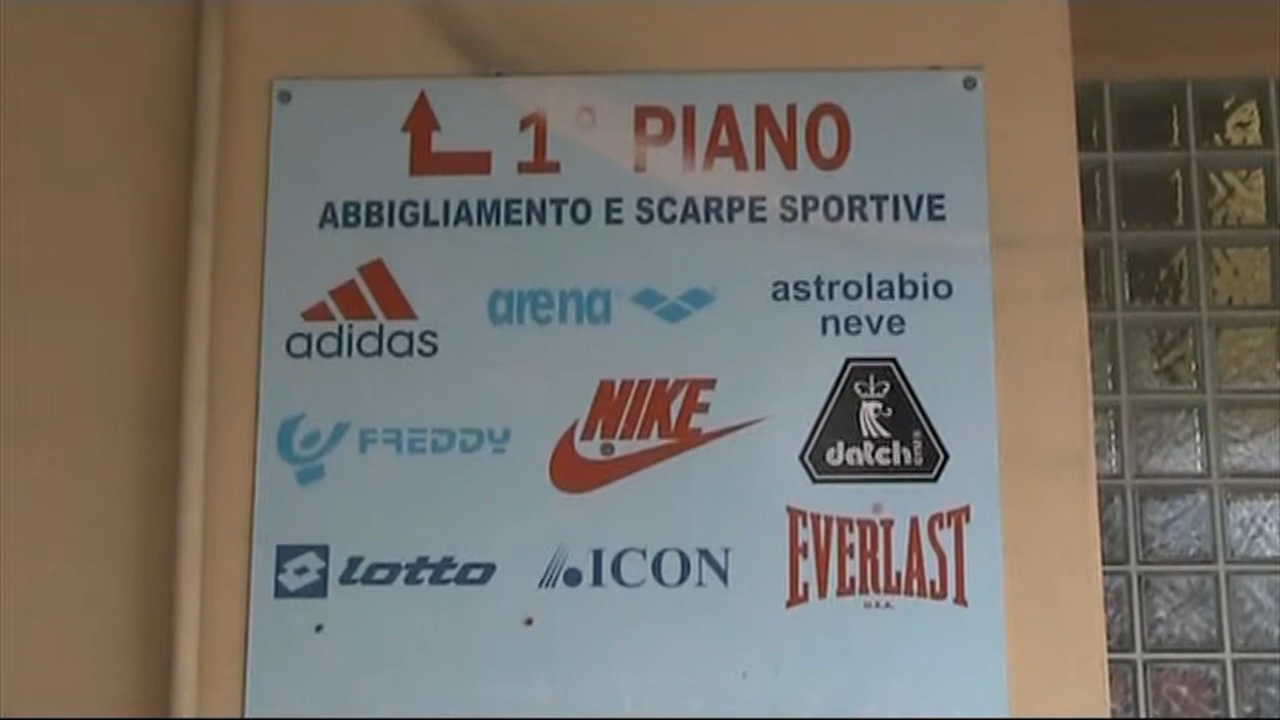 1° PIANO
ABBIGLIAMENTO E SCARPE SPORTIVE
adidas
arena
astrolabio
neve
FREDDY
NIKE
datch
lotto
ICON
EVERLAST
U.S.A.